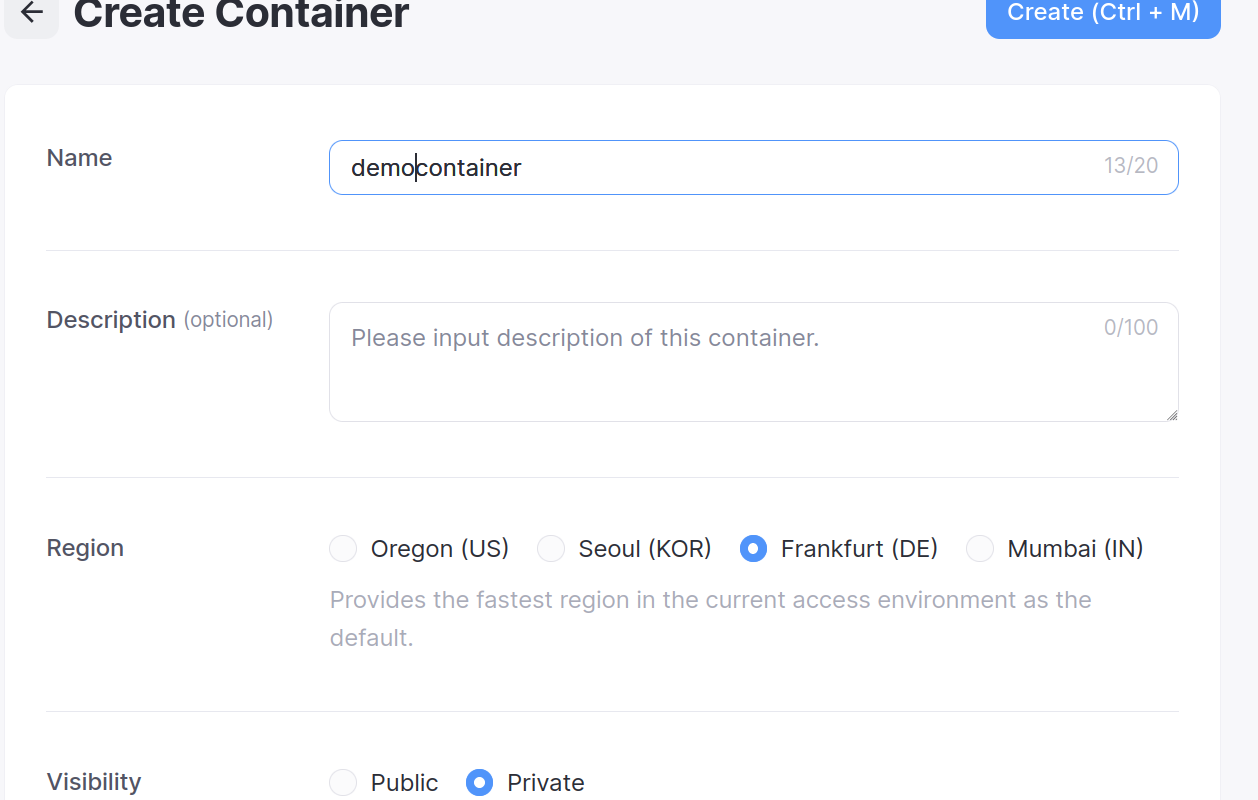 Create Container
Create (Ctrl + M)
Name
democontainer
13/20
Description (optional)
Please input description of this container.
0/100
Region
Oregon (US)
Seoul (KOR)
Frankfurt (DE)
Mumbai (IN)
Provides the fastest region in the current access environment as the
default.
Visibility
Public
Private